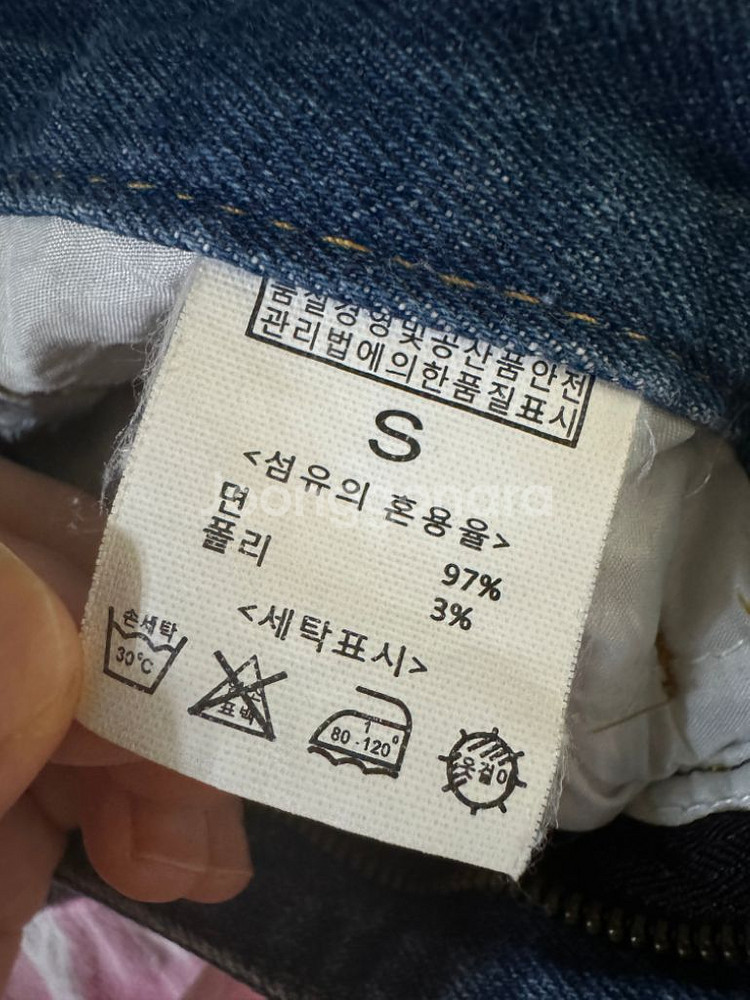 품질경영및공산품안전
관리법에의한품질표시
S
<섬유의 혼용율>
면 97%
폴리 3%
<세탁표시>
손세탁
30°C
표백
1
80-120°
옷걸이